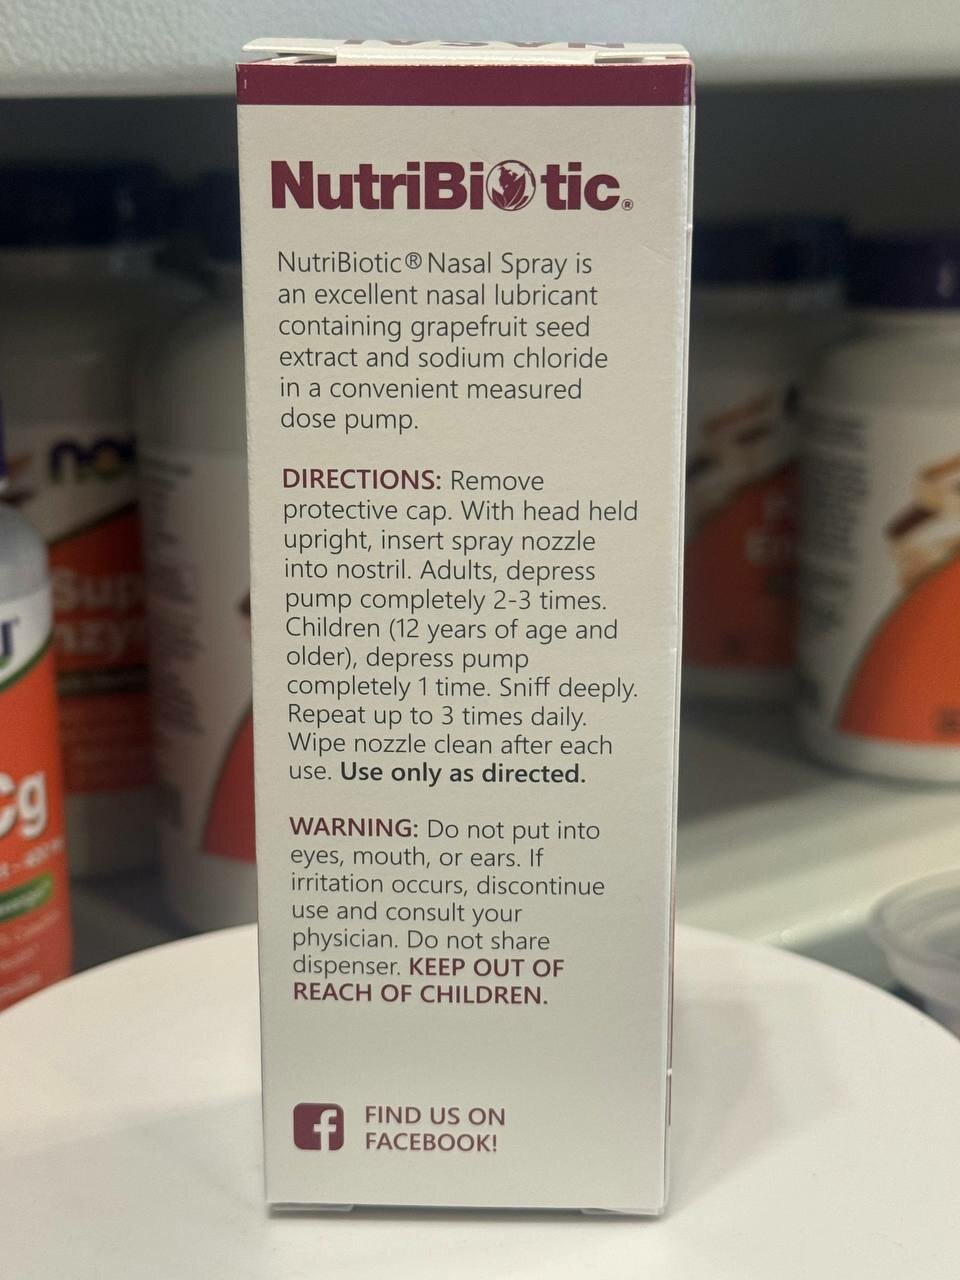 NASAL
NutriBiotic®
NutriBiotic® Nasal Spray is
an excellent nasal lubricant
containing grapefruit seed
extract and sodium chloride
in a convenient measured
dose pump.
DIRECTIONS: Remove
protective cap. With head held
upright, insert spray nozzle
into nostril. Adults, depress
pump completely 2-3 times.
Children (12 years of age and
older), depress pump
completely 1 time. Sniff deeply.
Repeat up to 3 times daily.
Wipe nozzle clean after each
use. Use only as directed.
WARNING: Do not put into
eyes, mouth, or ears. If
irritation occurs, discontinue
use and consult your
physician. Do not share
dispenser. KEEP OUT OF
REACH OF CHILDREN.
FIND US ON
FACEBOOK!